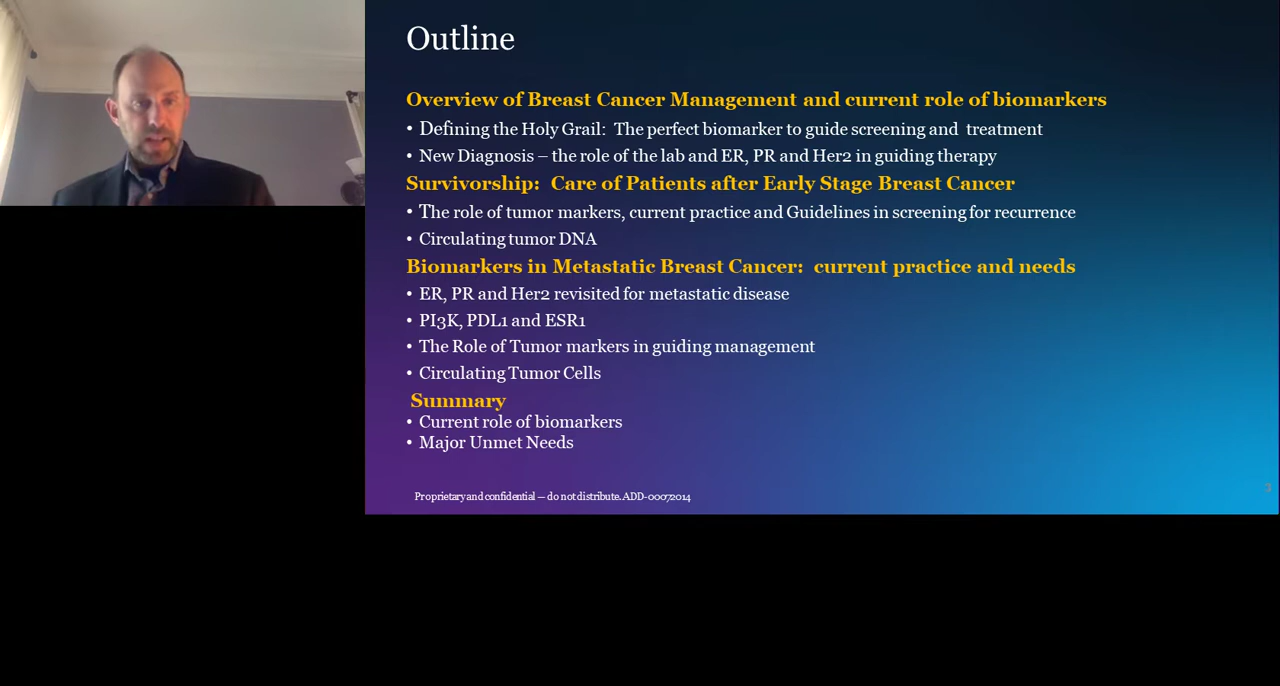 Outline
Overview of Breast Cancer Management and current role of biomarkers
• Defining the Holy Grail: The perfect biomarker to guide screening and treatment
• New Diagnosis – the role of the lab and ER, PR and Her2 in guiding therapy
Survivorship: Care of Patients after Early Stage Breast Cancer
• The role of tumor markers, current practice and Guidelines in screening for recurrence
• Circulating tumor DNA
Biomarkers in Metastatic Breast Cancer: current practice and needs
• ER, PR and Her2 revisited for metastatic disease
• PI3K, PDL1 and ESR1
• The Role of Tumor markers in guiding management
• Circulating Tumor Cells
Summary
• Current role of biomarkers
• Major Unmet Needs
Proprietary and confidential — do not distribute. ADD-00072014
3